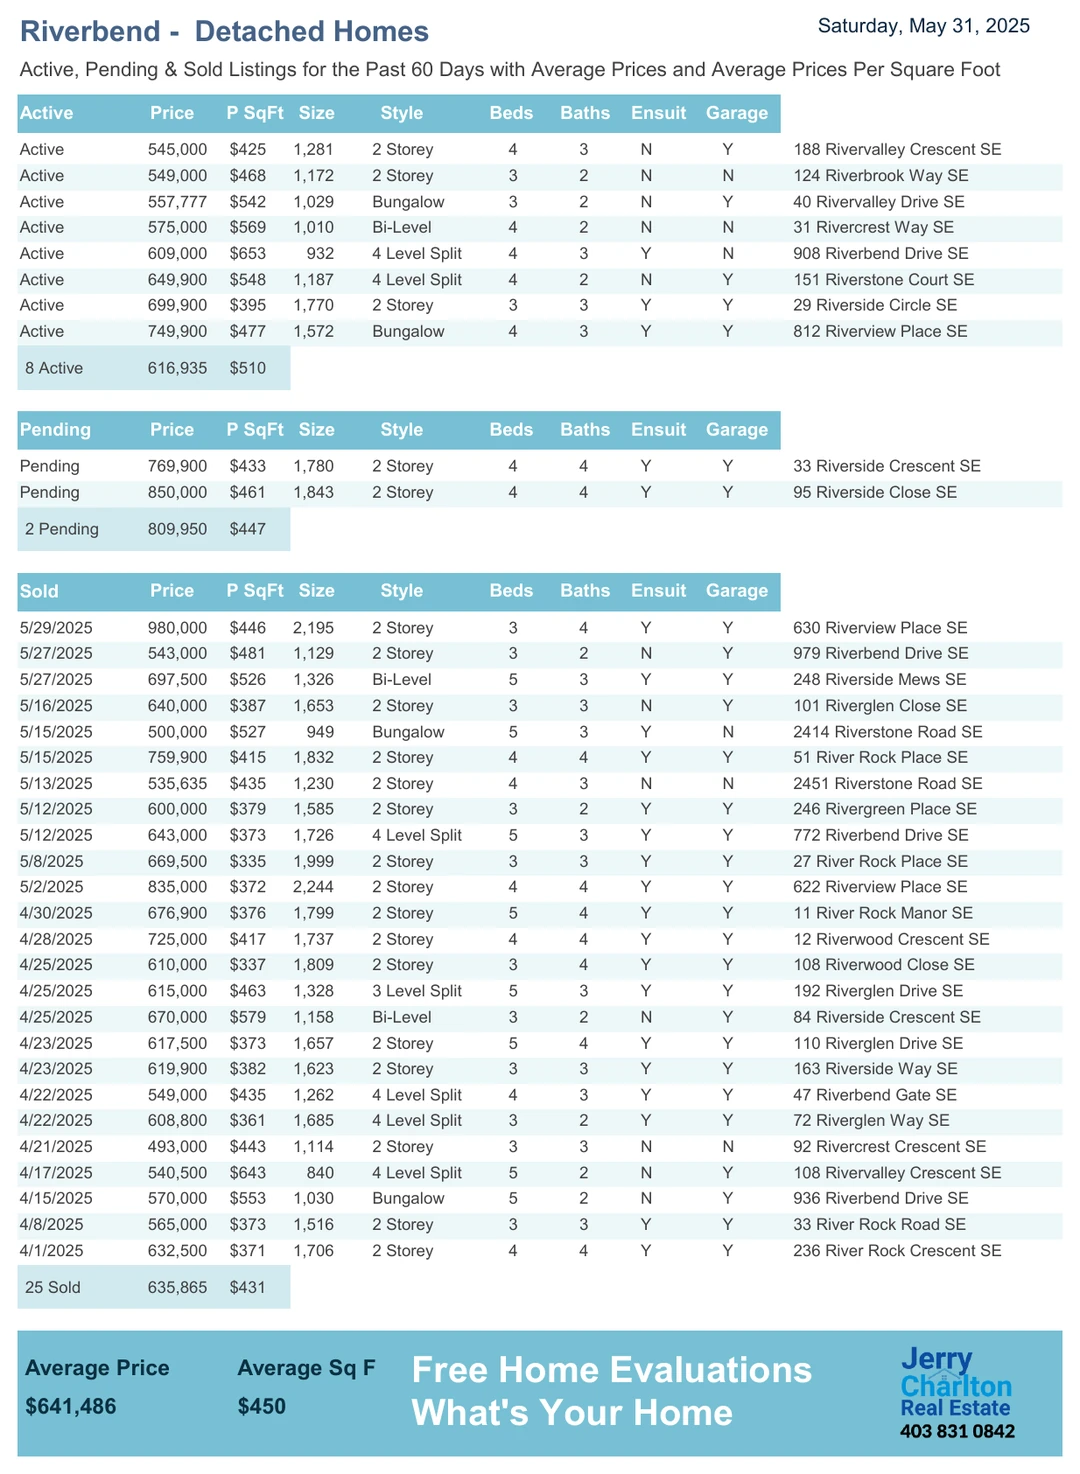 Riverbend -  Detached Homes
Saturday, May 31, 2025
Active, Pending & Sold Listings for the Past 60 Days with Average Prices and Average Prices Per Square Foot
Active Price P SqFt Size Style Beds Baths Ensuit Garage
Active 545,000 $425 1,281 2 Storey 4 3 N Y 188 Rivervalley Crescent SE
Active 549,000 $468 1,172 2 Storey 3 2 N N 124 Riverbrook Way SE
Active 557,777 $542 1,029 Bungalow 3 2 N Y 40 Rivervalley Drive SE
Active 575,000 $569 1,010 Bi-Level 4 2 N N 31 Rivercrest Way SE
Active 609,000 $653 932 4 Level Split 4 3 Y N 908 Riverbend Drive SE
Active 649,900 $548 1,187 4 Level Split 4 2 N Y 151 Riverstone Court SE
Active 699,900 $395 1,770 2 Storey 3 3 Y Y 29 Riverside Circle SE
Active 749,900 $477 1,572 Bungalow 4 3 Y Y 812 Riverview Place SE
8 Active 616,935 $510
Pending Price P SqFt Size Style Beds Baths Ensuit Garage
Pending 769,900 $433 1,780 2 Storey 4 4 Y Y 33 Riverside Crescent SE
Pending 850,000 $461 1,843 2 Storey 4 4 Y Y 95 Riverside Close SE
2 Pending 809,950 $447
Sold Price P SqFt Size Style Beds Baths Ensuit Garage
5/29/2025 980,000 $446 2,195 2 Storey 3 4 Y Y 630 Riverview Place SE
5/27/2025 543,000 $481 1,129 2 Storey 3 2 N Y 979 Riverbend Drive SE
5/27/2025 697,500 $526 1,326 Bi-Level 5 3 Y Y 248 Riverside Mews SE
5/16/2025 640,000 $387 1,653 2 Storey 3 3 N Y 101 Riverglen Close SE
5/15/2025 500,000 $527 949 Bungalow 5 3 Y N 2414 Riverstone Road SE
5/15/2025 759,900 $415 1,832 2 Storey 4 4 Y Y 51 River Rock Place SE
5/13/2025 535,635 $435 1,230 2 Storey 4 3 N N 2451 Riverstone Road SE
5/12/2025 600,000 $379 1,585 2 Storey 3 2 Y Y 246 Rivergreen Place SE
5/12/2025 643,000 $373 1,726 4 Level Split 5 3 Y Y 772 Riverbend Drive SE
5/8/2025 669,500 $335 1,999 2 Storey 3 3 Y Y 27 River Rock Place SE
5/2/2025 835,000 $372 2,244 2 Storey 4 4 Y Y 622 Riverview Place SE
4/30/2025 676,900 $376 1,799 2 Storey 5 4 Y Y 11 River Rock Manor SE
4/28/2025 725,000 $417 1,737 2 Storey 4 4 Y Y 12 Riverwood Crescent SE
4/25/2025 610,000 $337 1,809 2 Storey 3 4 Y Y 108 Riverwood Close SE
4/25/2025 615,000 $463 1,328 3 Level Split 5 3 Y Y 192 Riverglen Drive SE
4/25/2025 670,000 $579 1,158 Bi-Level 3 2 N Y 84 Riverside Crescent SE
4/23/2025 617,500 $373 1,657 2 Storey 5 4 Y Y 110 Riverglen Drive SE
4/23/2025 619,900 $382 1,623 2 Storey 3 3 Y Y 163 Riverside Way SE
4/22/2025 549,000 $435 1,262 4 Level Split 4 3 Y Y 47 Riverbend Gate SE
4/22/2025 608,800 $361 1,685 4 Level Split 3 2 Y Y 72 Riverglen Way SE
4/21/2025 493,000 $443 1,114 2 Storey 3 3 N N 92 Rivercrest Crescent SE
4/17/2025 540,500 $643 840 4 Level Split 5 2 N Y 108 Rivervalley Crescent SE
4/15/2025 570,000 $553 1,030 Bungalow 5 2 N Y 936 Riverbend Drive SE
4/8/2025 565,000 $373 1,516 2 Storey 3 3 Y Y 33 River Rock Road SE
4/1/2025 632,500 $371 1,706 2 Storey 4 4 Y Y 236 River Rock Crescent SE
25 Sold 635,865 $431
Average Price Average Sq F
$641,486 $450
Free Home Evaluations
What's Your Home
Jerry
Charlton
Real Estate
403 831 0842